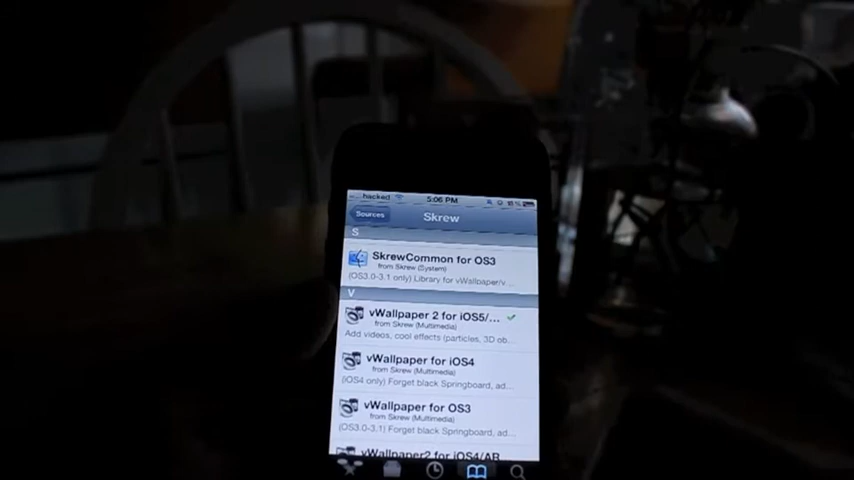 hacked 5:06 PM
Sources Skrew
S
SkrewCommon for OS3
from Skrew (System)
(OS3.0-3.1 only) Library for vWallpaper/v...
V
vWallpaper 2 for iOS5/...
from Skrew (Multimedia)
Add videos, cool effects (particles, 3D ob...
vWallpaper for iOS4
from Skrew (Multimedia)
(iOS4 only) Forget black Springboard, ad...
vWallpaper for OS3
from Skrew (Multimedia)
(OS3.0-3.1) Forget black Springboard, ad...
vWallpaper2 for iOS4/AR